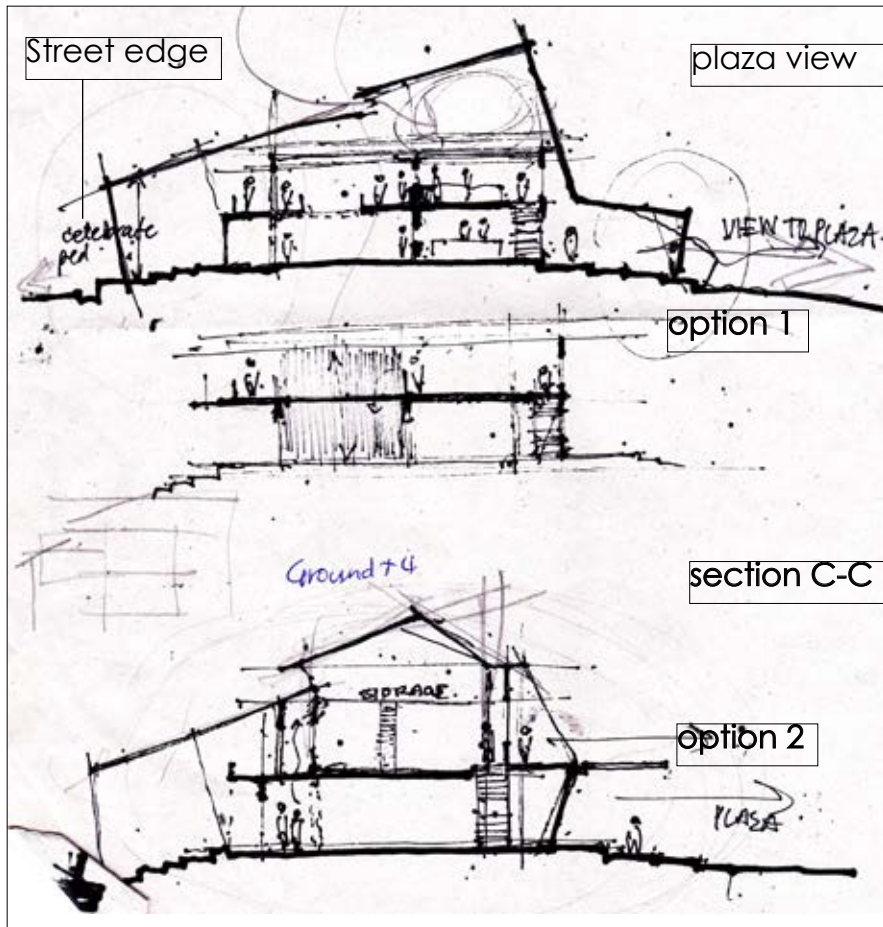 Street edge
plaza view
celebrate
ped
VIEW TO PLAZA.
option 1
Ground + 4
section C-C
STORAGE
option 2
PLAZA